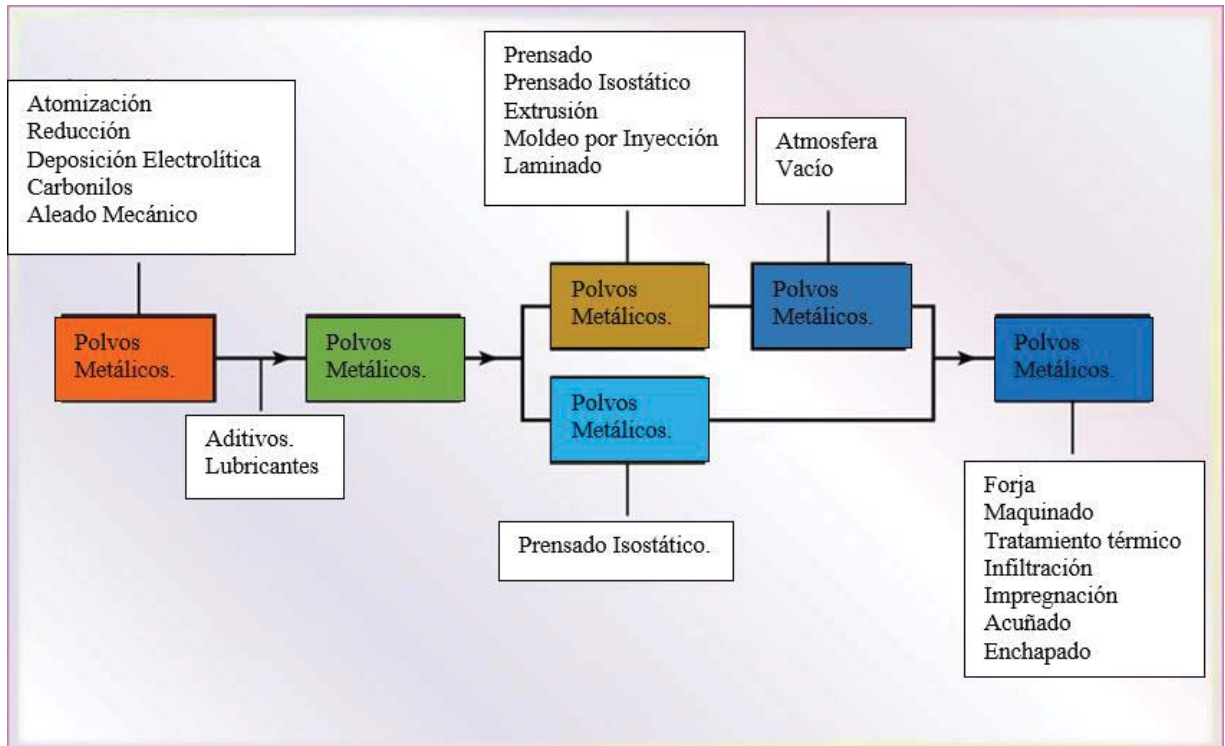 Atomización
Reducción
Deposición Electrolítica
Carbonilos
Aleado Mecánico
Prensado
Prensado Isostático
Extrusión
Moldeo por Inyección
Laminado
Atmosfera
Vacío
Polvos
Metálicos.
Polvos
Metálicos.
Polvos
Metálicos.
Polvos
Metálicos.
Polvos
Metálicos.
Polvos
Metálicos.
Aditivos.
Lubricantes
Prensado Isostático.
Forja
Maquinado
Tratamiento térmico
Infiltración
Impregnación
Acuñado
Enchapado